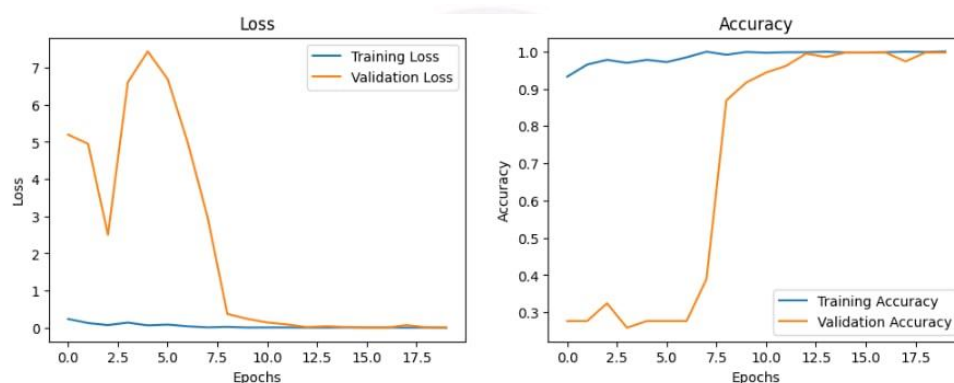 Loss
Training Loss
Validation Loss
Loss
7
6
5
4
3
2
1
0
0.0 2.5 5.0 7.5 10.0 12.5 15.0 17.5
Epochs
Accuracy
Accuracy
1.0
0.9
0.8
0.7
0.6
0.5
0.4
0.3
Training Accuracy
Validation Accuracy
0.0 2.5 5.0 7.5 10.0 12.5 15.0 17.5
Epochs